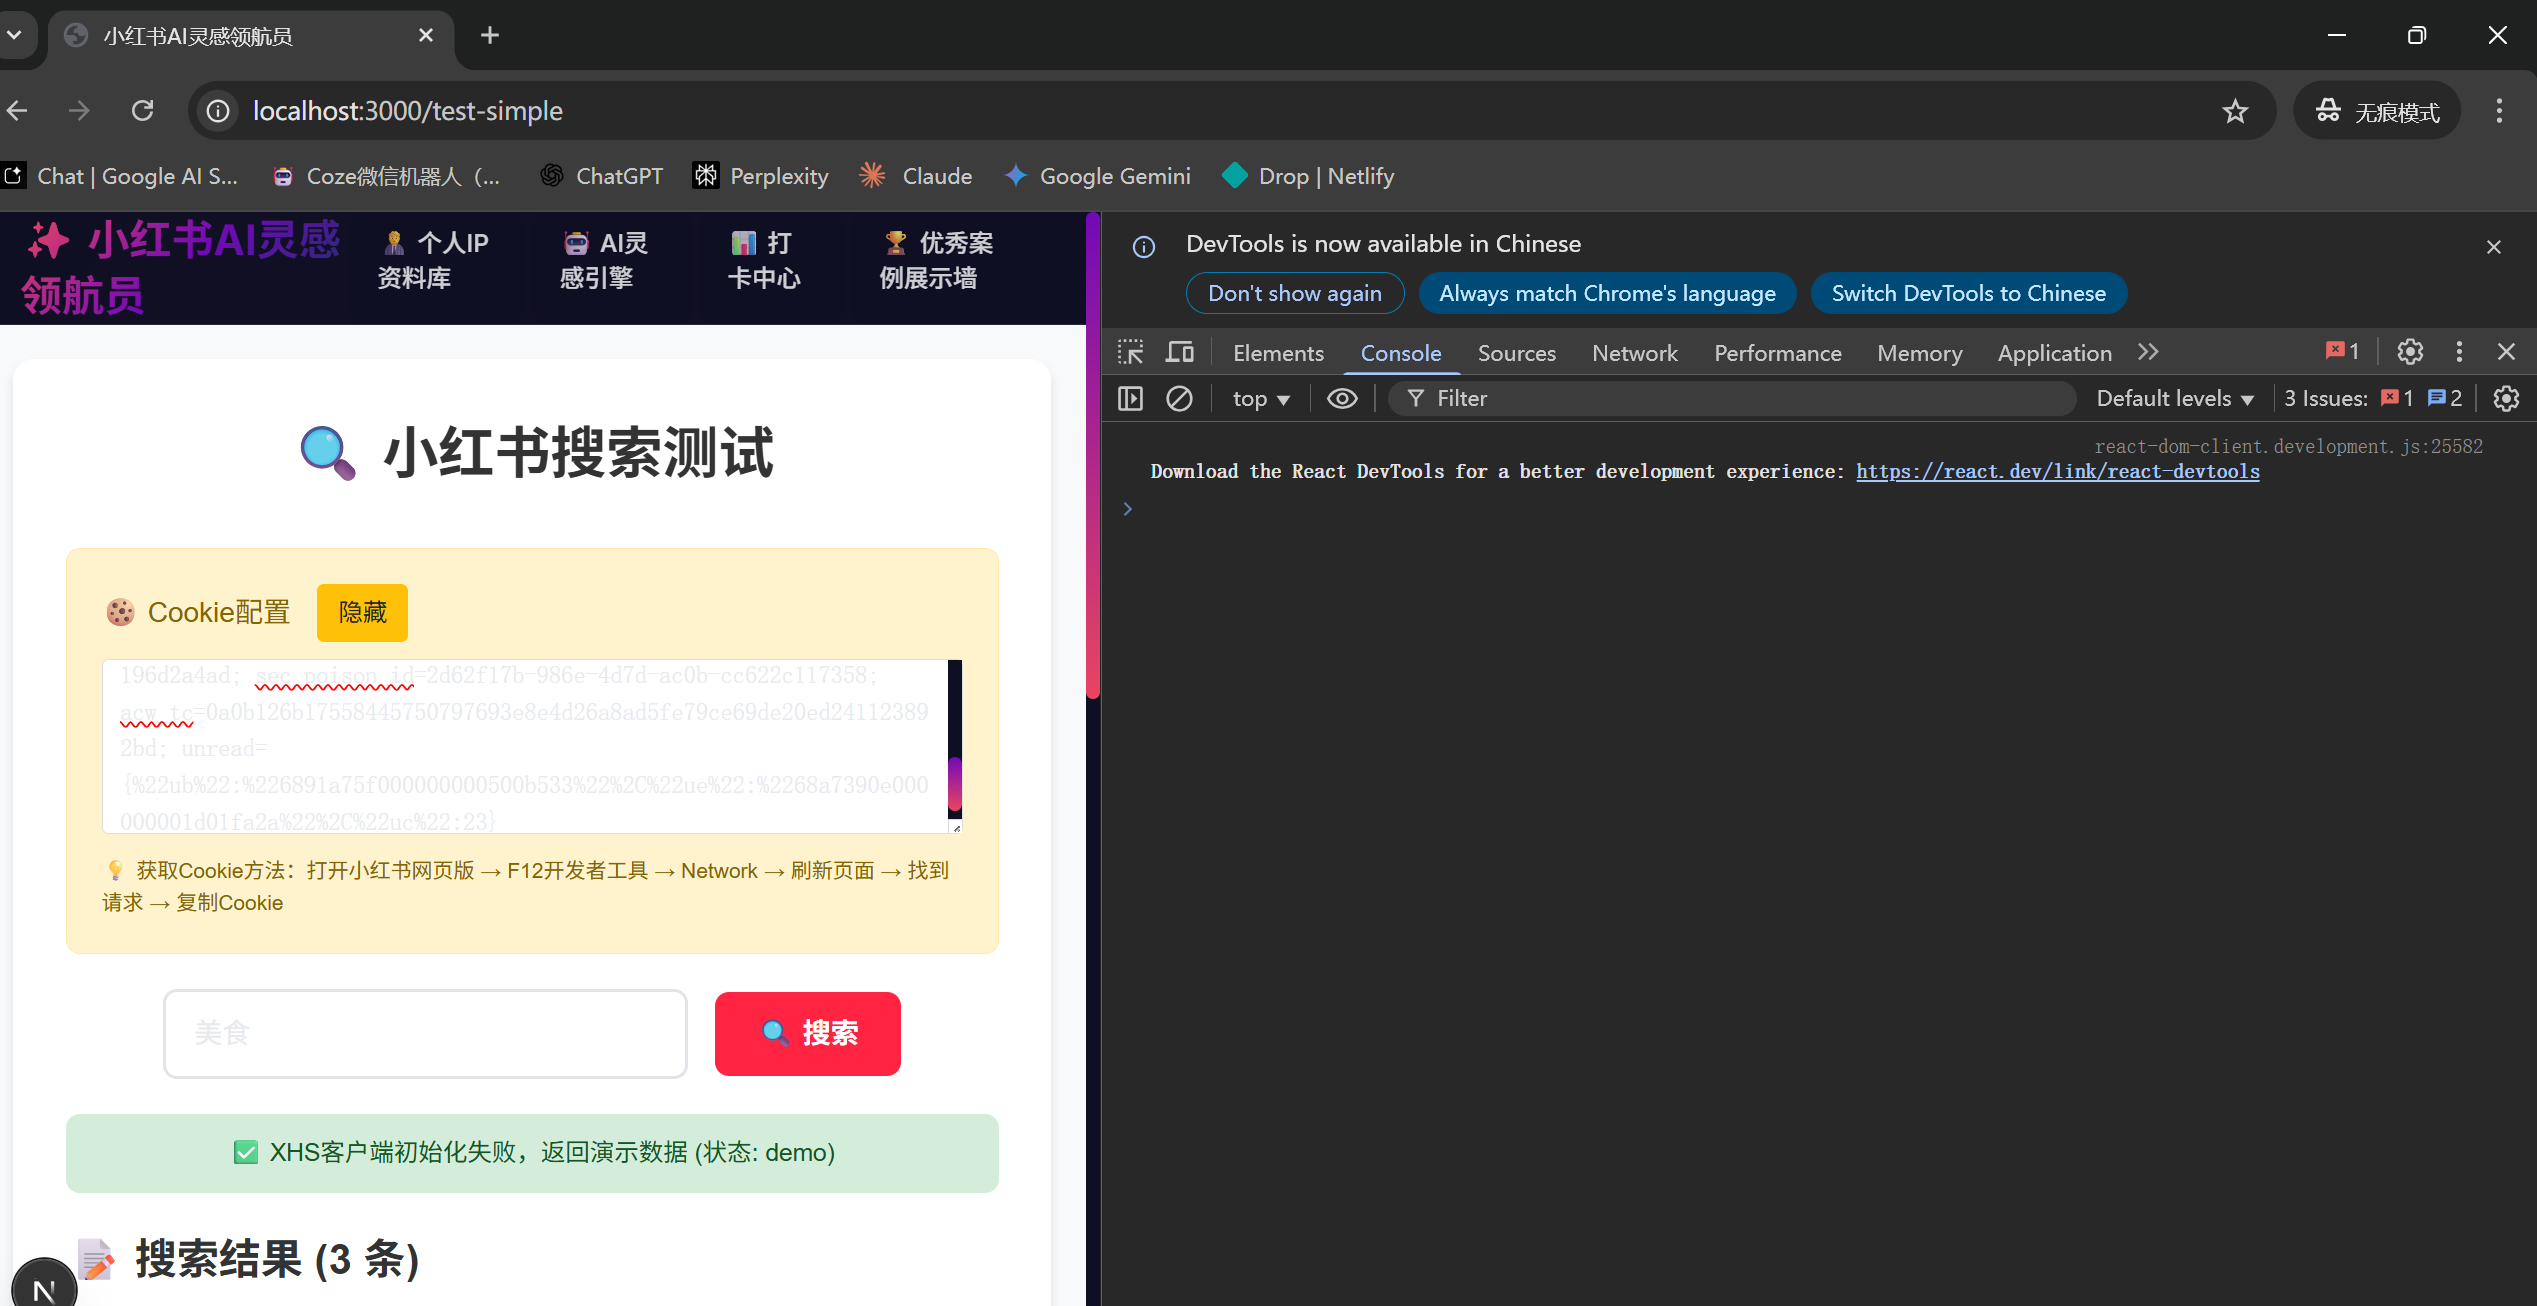 小红书AI灵感领航员
localhost:3000/test-simple
无痕模式
Chat | Google AI S...
Coze微信机器人（...
ChatGPT
Perplexity
Claude
Google Gemini
Drop | Netlify
小红书AI灵感
领航员
个人IP
资料库
AI灵
感引擎
打
卡中心
优秀案
例展示墙
小红书搜索测试
Cookie配置
隐藏
196d2a4ad; sec_poison_id=2d62f17b-986e-4d7d-ac0b-cc622c117358;
acw_tc=0a0b126b17558445750797693e8e4d26a8ad5fe79ce69de20ed24112389
2bd; unread=
{%22ub%22:%226891a75f000000000500b533%22%2C%22ue%22:%2268a7390e000
000001d01fa2a%22%2C%22uc%22:23}
获取Cookie方法：打开小红书网页版 → F12开发者工具 → Network → 刷新页面 → 找到
请求 → 复制Cookie
美食
搜索
XHS客户端初始化失败，返回演示数据 (状态: demo)
搜索结果 (3 条)
N
DevTools is now available in Chinese
Don't show again
Always match Chrome's language
Switch DevTools to Chinese
Elements
Console
Sources
Network
Performance
Memory
Application
1
top
Filter
Default levels
3 Issues:
1
2
react-dom-client.development.js:25582
Download the React DevTools for a better development experience: https://react.dev/link/react-devtools